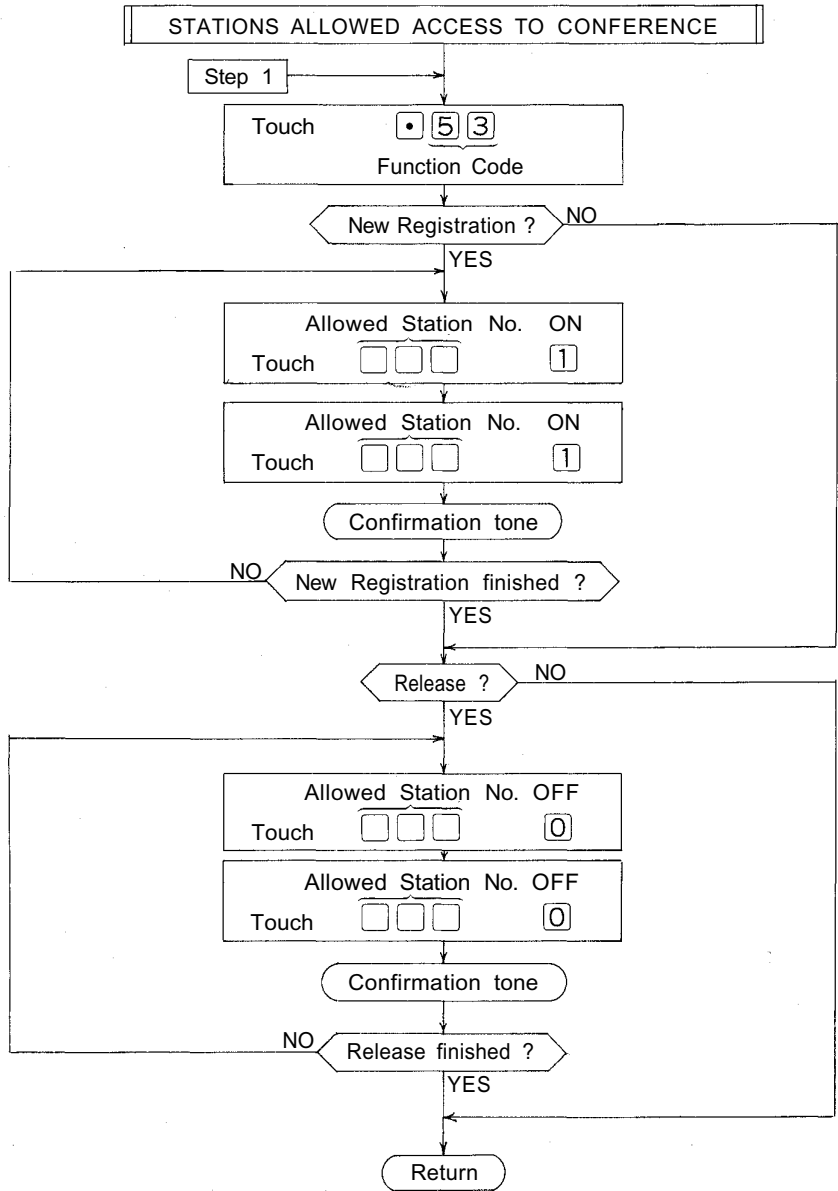 STATIONS ALLOWED ACCESS TO CONFERENCE
Step 1
Touch • 5 3
Function Code
New Registration ? NO
YES
Allowed Station No. ON
Touch 1
Allowed Station No. ON
Touch 1
Confirmation tone
NO New Registration finished ?
YES
Release ? NO
YES
Allowed Station No. OFF
Touch 0
Allowed Station No. OFF
Touch 0
Confirmation tone
NO Release finished ?
YES
Return